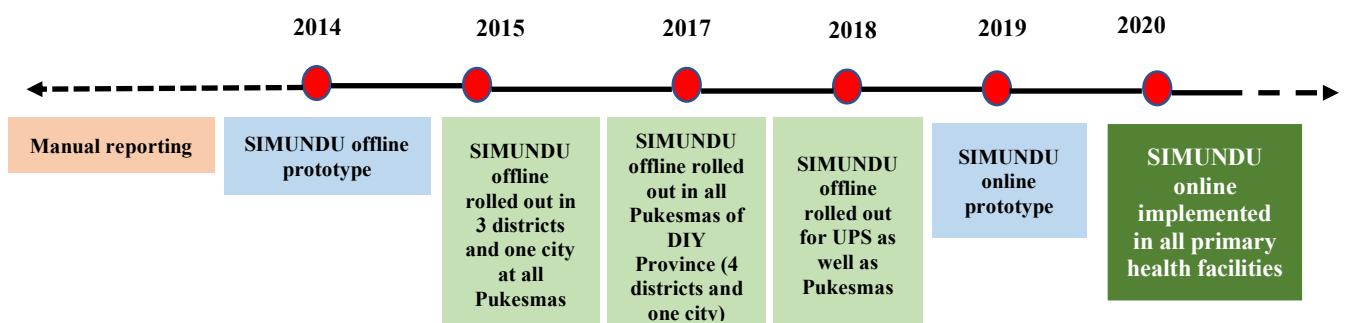 2014
2015
2017
2018
2019
2020
Manual reporting
SIMUNDU offline
prototype
SIMUNDU
offline
rolled out in
3 districts
and one city
at all
Pukesmas
SIMUNDU
offline rolled
out in all
Pukesmas of
DIY
Province (4
districts and
one city)
SIMUNDU
offline
rolled out
for UPS as
well as
Pukesmas
SIMUNDU
online
prototype
SIMUNDU
online
implemented
in all primary
health facilities